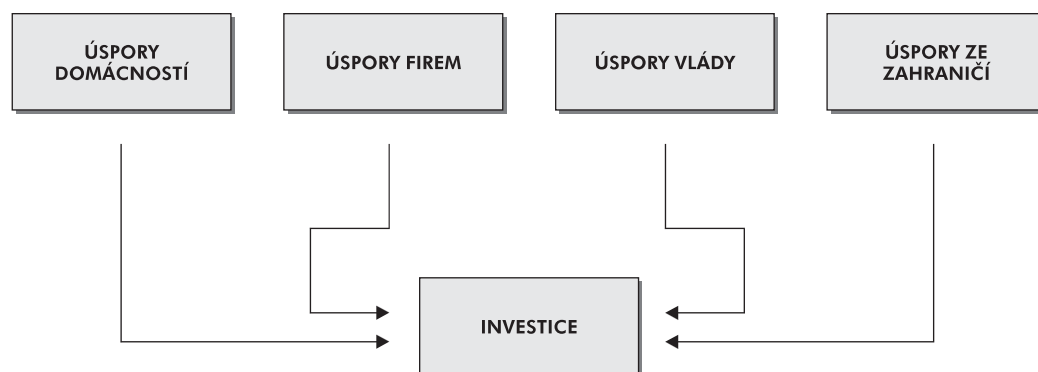 ÚSPORY
DOMÁCNOSTÍ
ÚSPORY FIREM
ÚSPORY VLÁDY
ÚSPORY ZE
ZAHRANIČÍ
INVESTICE